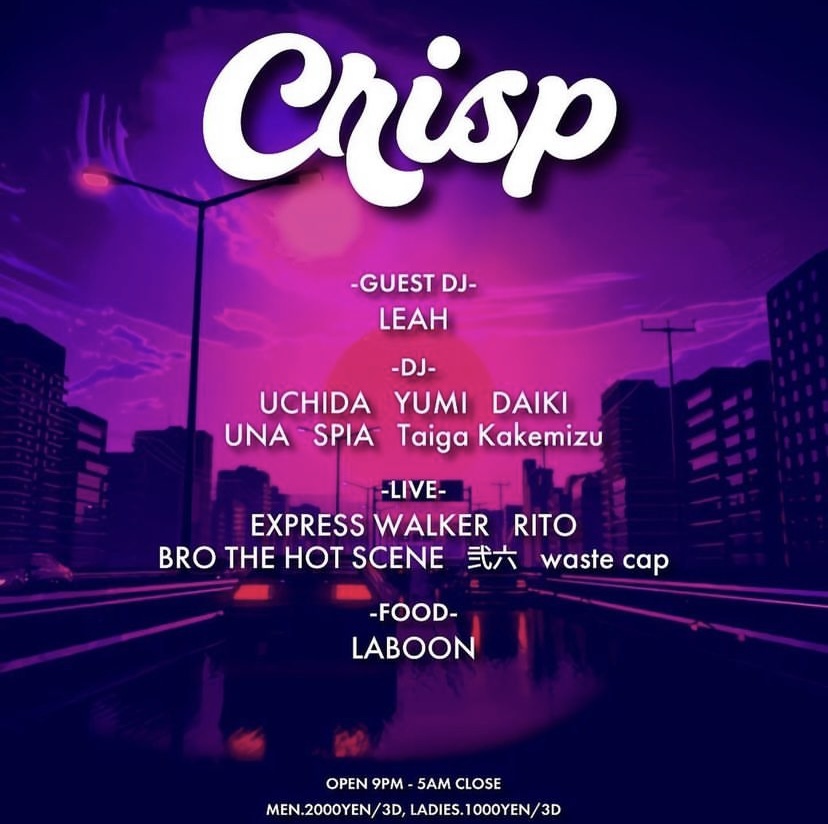 Crisp
-GUEST DJ-
LEAH
-DJ-
UCHIDA YUMI DAIKI
UNA SPIA Taiga Kakemizu
-LIVE-
EXPRESS WALKER RITO
BRO THE HOT SCENE 弐六 waste cap
-FOOD-
LABOON
OPEN 9PM - 5AM CLOSE
MEN.2000YEN/3D, LADIES.1000YEN/3D